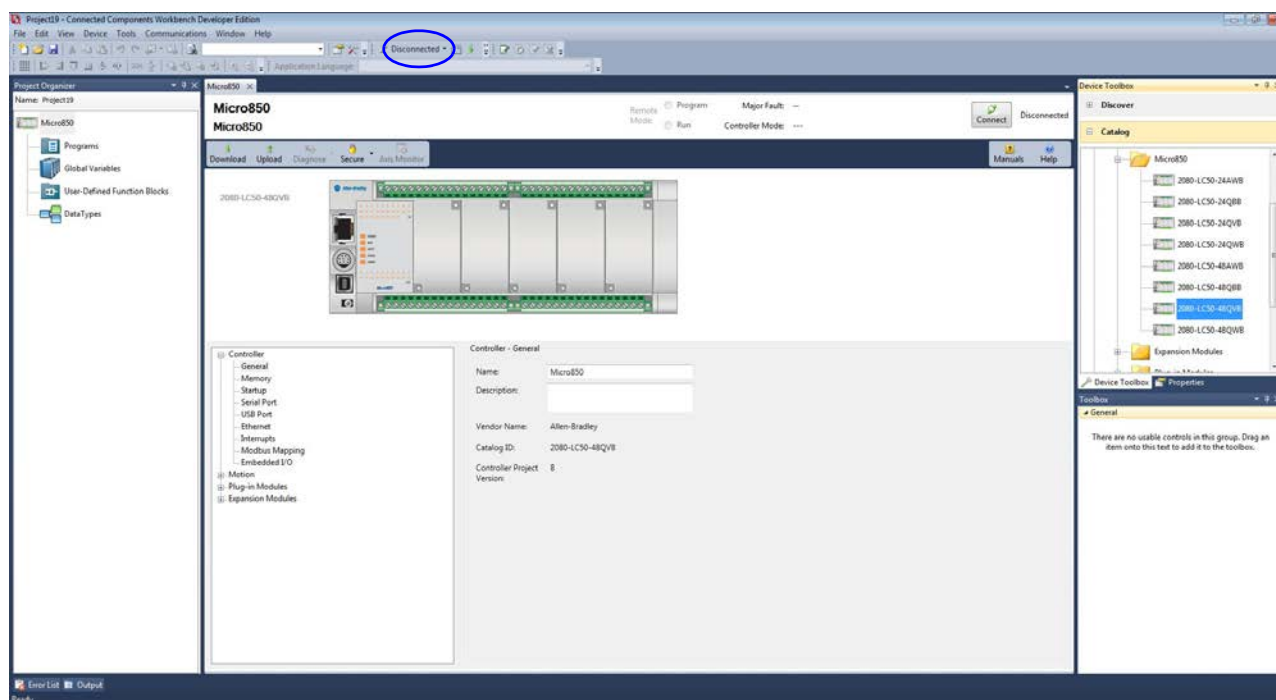 Project19 - Connected Components Workbench Developer Edition
File Edit View Device Tools Communications Window Help
Disconnected
Application Language:
Project Organizer
Name: Project19
Micro850
Programs
Global Variables
User-Defined Function Blocks
DataTypes
Micro850
Micro850
Micro850
Remote Mode:
Program
Run
Major Fault: --
Controller Mode: ---
Connect
Disconnected
Download Upload Diagnose Secure Axis Monitor
Manuals Help
2080-LC50-48QVB
Controller
General
Memory
Startup
Serial Port
USB Port
Ethernet
Interrupts
Modbus Mapping
Embedded I/O
Motion
Plug-in Modules
Expansion Modules
Controller - General
Name: Micro850
Description:
Vendor Name: Allen-Bradley
Catalog ID: 2080-LC50-48QVB
Controller Project 8
Version:
Device Toolbox
Discover
Catalog
Micro850
2080-LC50-24AWB
2080-LC50-24QBB
2080-LC50-24QVB
2080-LC50-24QWB
2080-LC50-48AWB
2080-LC50-48QBB
2080-LC50-48QVB
2080-LC50-48QWB
Expansion Modules
Device Toolbox Properties
Toolbox
General
There are no usable controls in this group. Drag an
item onto this text to add it to the toolbox.
Error List Output